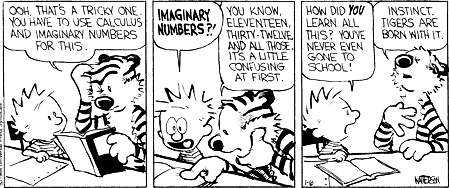 OOH, THAT'S A TRICKY ONE.
YOU HAVE TO USE CALCULUS
AND IMAGINARY NUMBERS
FOR THIS.
IMAGINARY
NUMBERS?!
YOU KNOW,
ELEVENTEEN,
THIRTY-TWELVE,
AND ALL THOSE.
IT'S A LITTLE
CONFUSING
AT FIRST.
HOW DID YOU
LEARN ALL
THIS? YOU'VE
NEVER EVEN
GONE TO
SCHOOL!
INSTINCT.
TIGERS ARE
BORN WITH IT.
1-6
WATTERSON